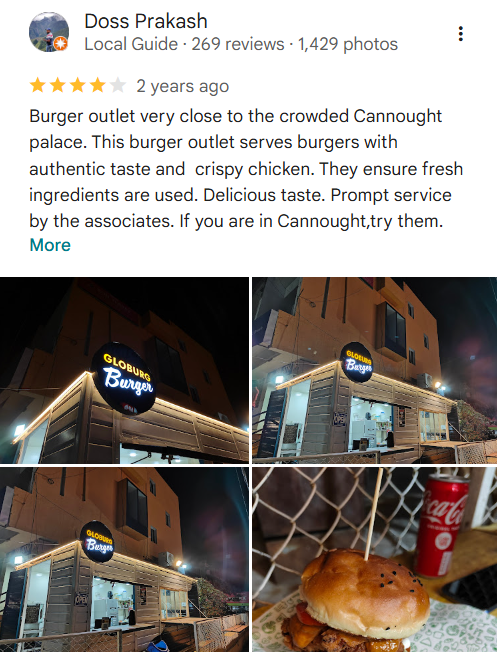 Doss Prakash
Local Guide · 269 reviews · 1,429 photos
2 years ago
Burger outlet very close to the crowded Cannought
palace. This burger outlet serves burgers with
authentic taste and  crispy chicken. They ensure fresh
ingredients are used. Delicious taste. Prompt service
by the associates. If you are in Cannought,try them.
More
GLOBURG
Burger
GLOBURG
Burger
OPEN
GLOBURG
Burger
OPEN
Coca-Cola